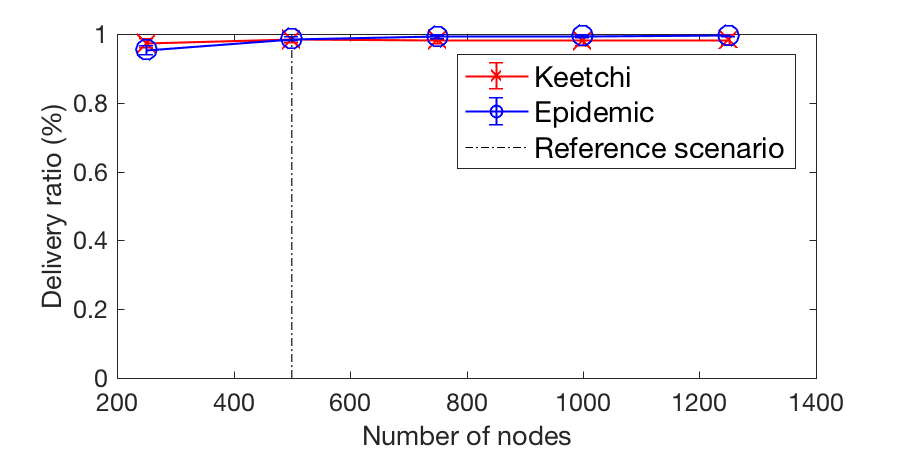 1
0.8
0.6
0.4
0.2
0
Delivery ratio (%)
Keetchi
Epidemic
Reference scenario
200 400 600 800 1000 1200 1400
Number of nodes